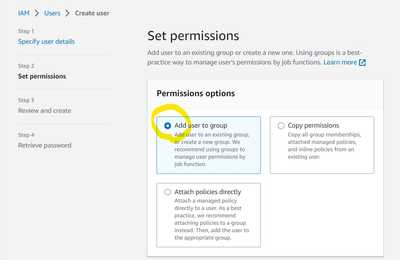 IAM > Users > Create user
Step 1
Specify user details
Step 2
Set permissions
Step 3
Review and create
Step 4
Retrieve password
Set permissions
Add user to an existing group or create a new one. Using groups is a best-
practice way to manage user's permissions by job functions. Learn more
Permissions options
Add user to group
Add user to an existing group,
or create a new group. We
recommend using groups to
manage user permissions by
job function.
Copy permissions
Copy all group memberships,
attached managed policies,
and inline policies from an
existing user.
Attach policies directly
Attach a managed policy
directly to a user. As a best
practice, we recommend
attaching policies to a group
instead. Then, add the user to
the appropriate group.